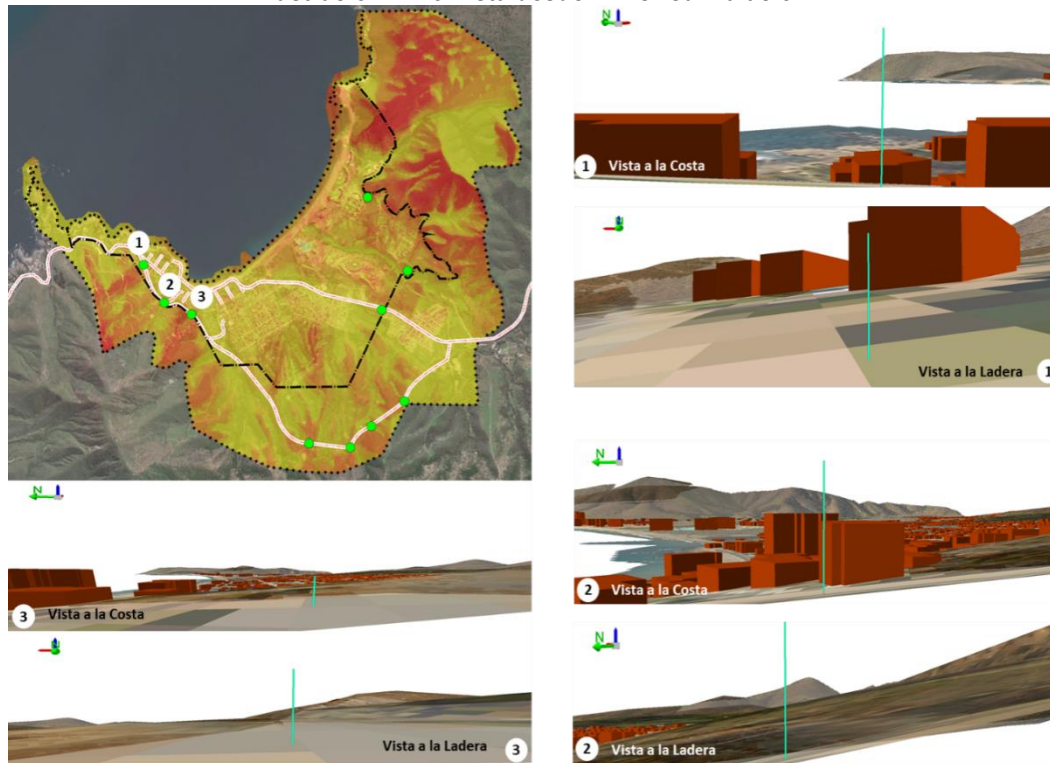 1
2
3
1 Vista a la Costa
Vista a la Ladera 1
N
2 Vista a la Costa
N
3 Vista a la Costa
N
2 Vista a la Ladera
Vista a la Ladera 3